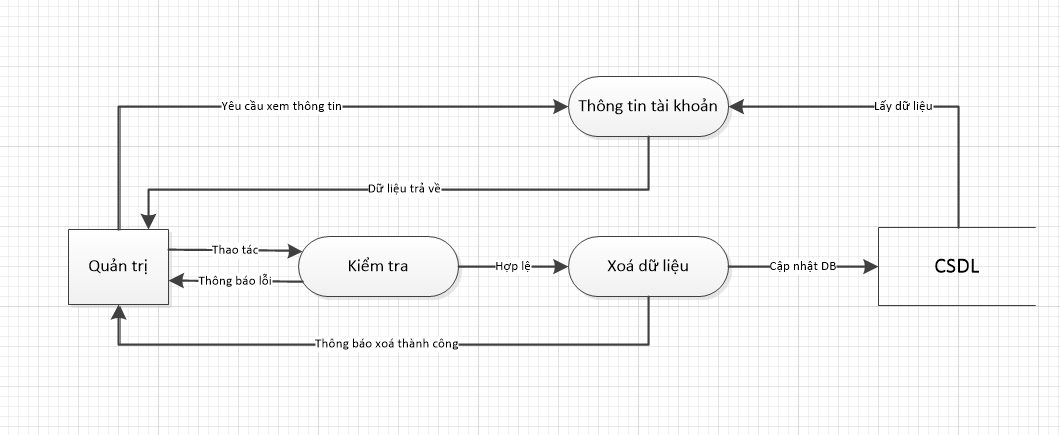 Yêu cầu xem thông tin
Thông tin tài khoản
Lấy dữ liệu
Dữ liệu trả về
Quản trị
Thao tác
Thông báo lỗi
Kiểm tra
Hợp lệ
Xoá dữ liệu
Cập nhật DB
CSDL
Thông báo xoá thành công